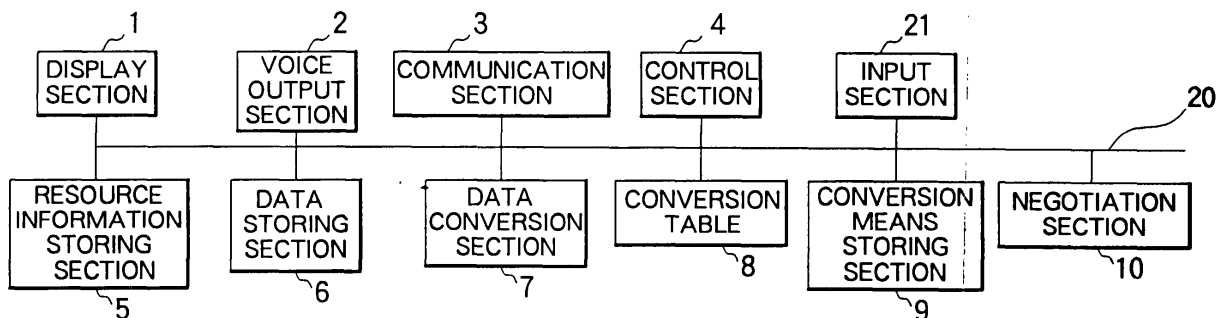 1
DISPLAY
SECTION
2
VOICE
OUTPUT
SECTION
3
COMMUNICATION
SECTION
4
CONTROL
SECTION
21
INPUT
SECTION
20
RESOURCE
INFORMATION
STORING
SECTION
5
DATA
STORING
SECTION
6
DATA
CONVERSION
SECTION
7
CONVERSION
TABLE
8
CONVERSION
MEANS
STORING
SECTION
9
NEGOTIATION
SECTION
10